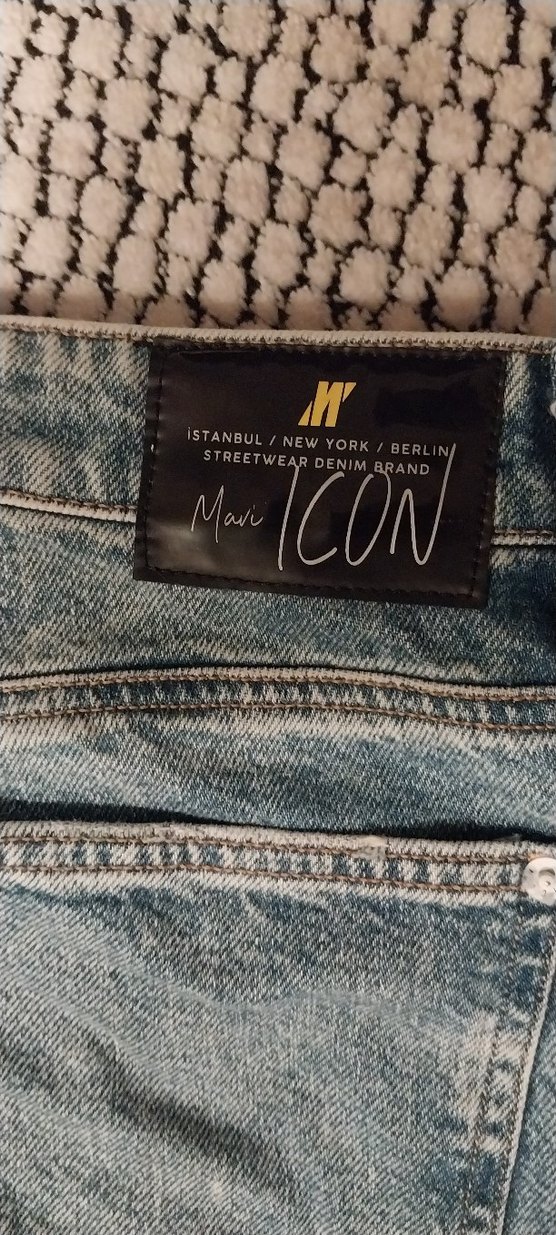 M
İSTANBUL / NEW YORK / BERLIN
STREETWEAR DENIM BRAND
Mavi ICON